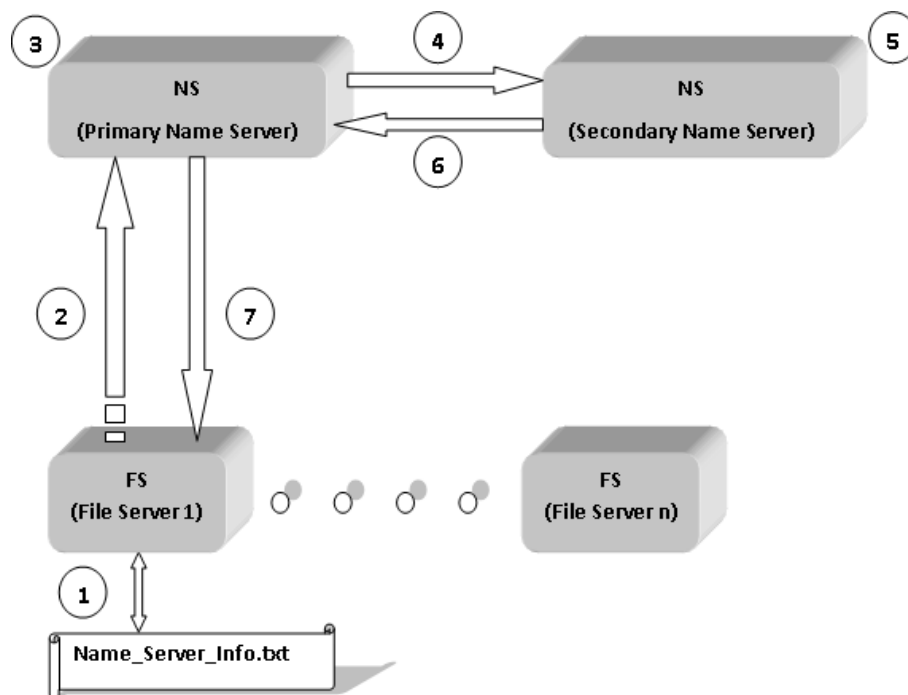 3
4
5
NS
(Primary Name Server)
NS
(Secondary Name Server)
6
2
7
FS
(File Server 1)
FS
(File Server n)
1
Name_Server_Info.txt